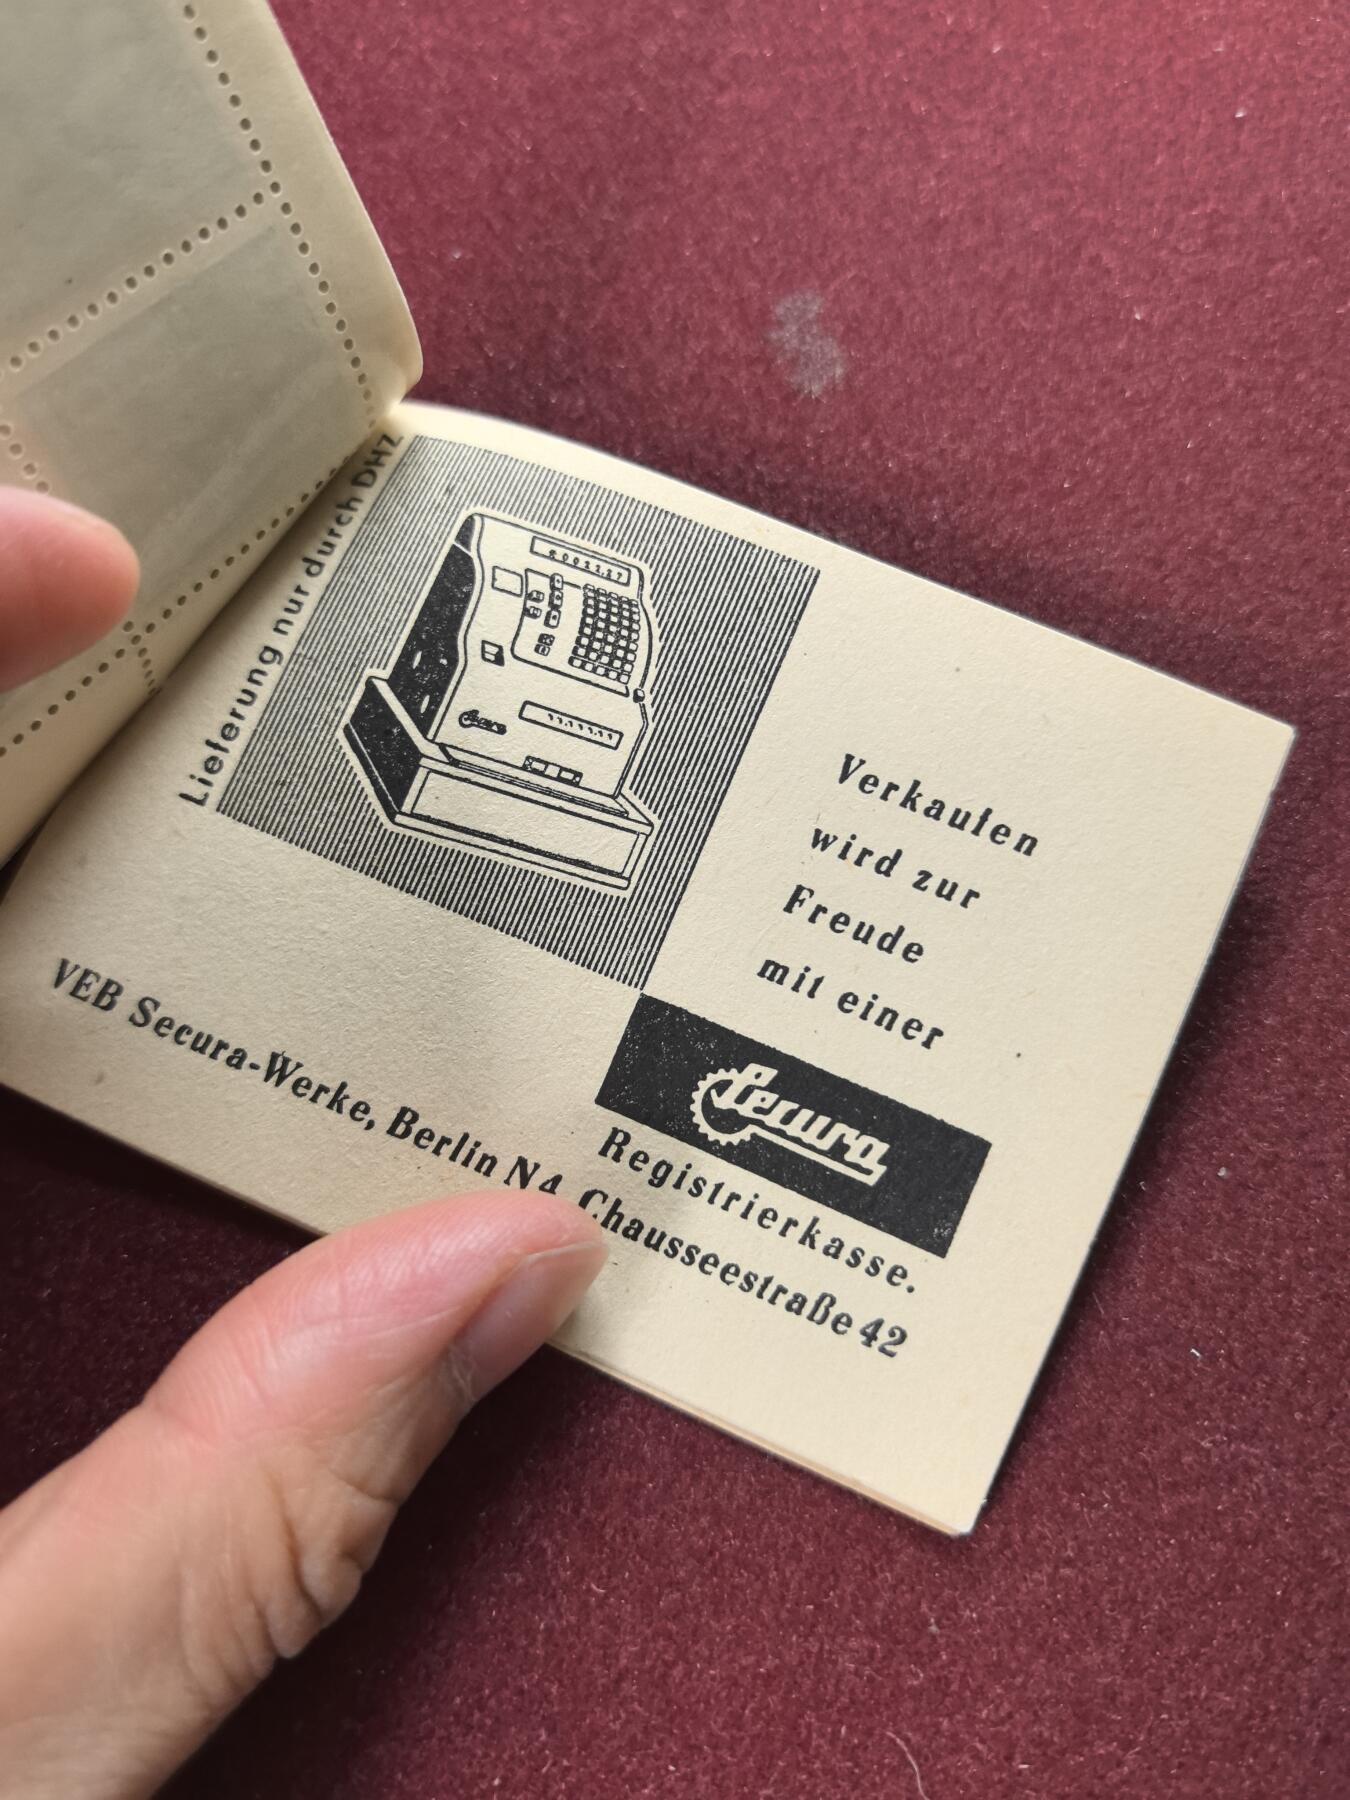 Lieferung nur durch DHZ
Secura
Verkaufen
wird zur
Freude
mit einer
Secura
Registrierkasse.
VEB Secura-Werke, Berlin N4, Chausseestraße 42